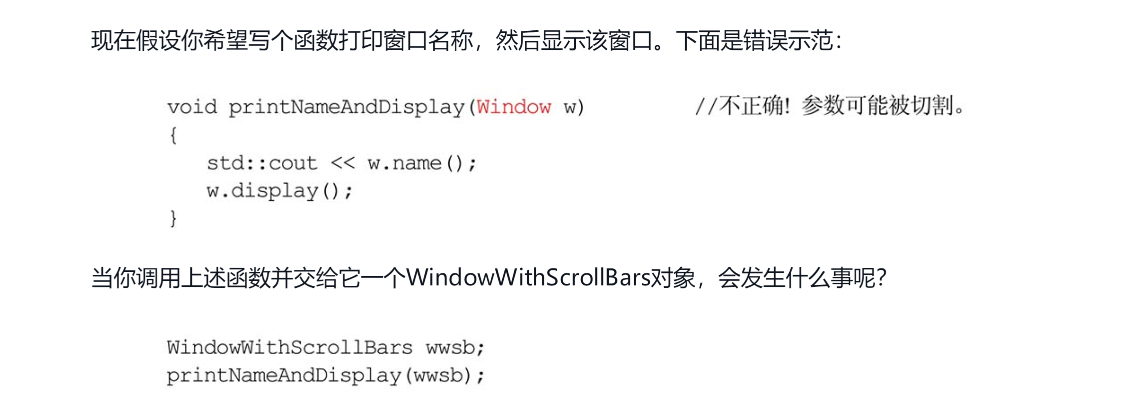 现在假设你希望写个函数打印窗口名称，然后显示该窗口。下面是错误示范：
void printNameAndDisplay(Window w) //不正确! 参数可能被切割。
{
std::cout << w.name();
w.display();
}
当你调用上述函数并交给它一个WindowWithScrollBars对象，会发生什么事呢?
WindowWithScrollBars wwsb;
printNameAndDisplay(wwsb);